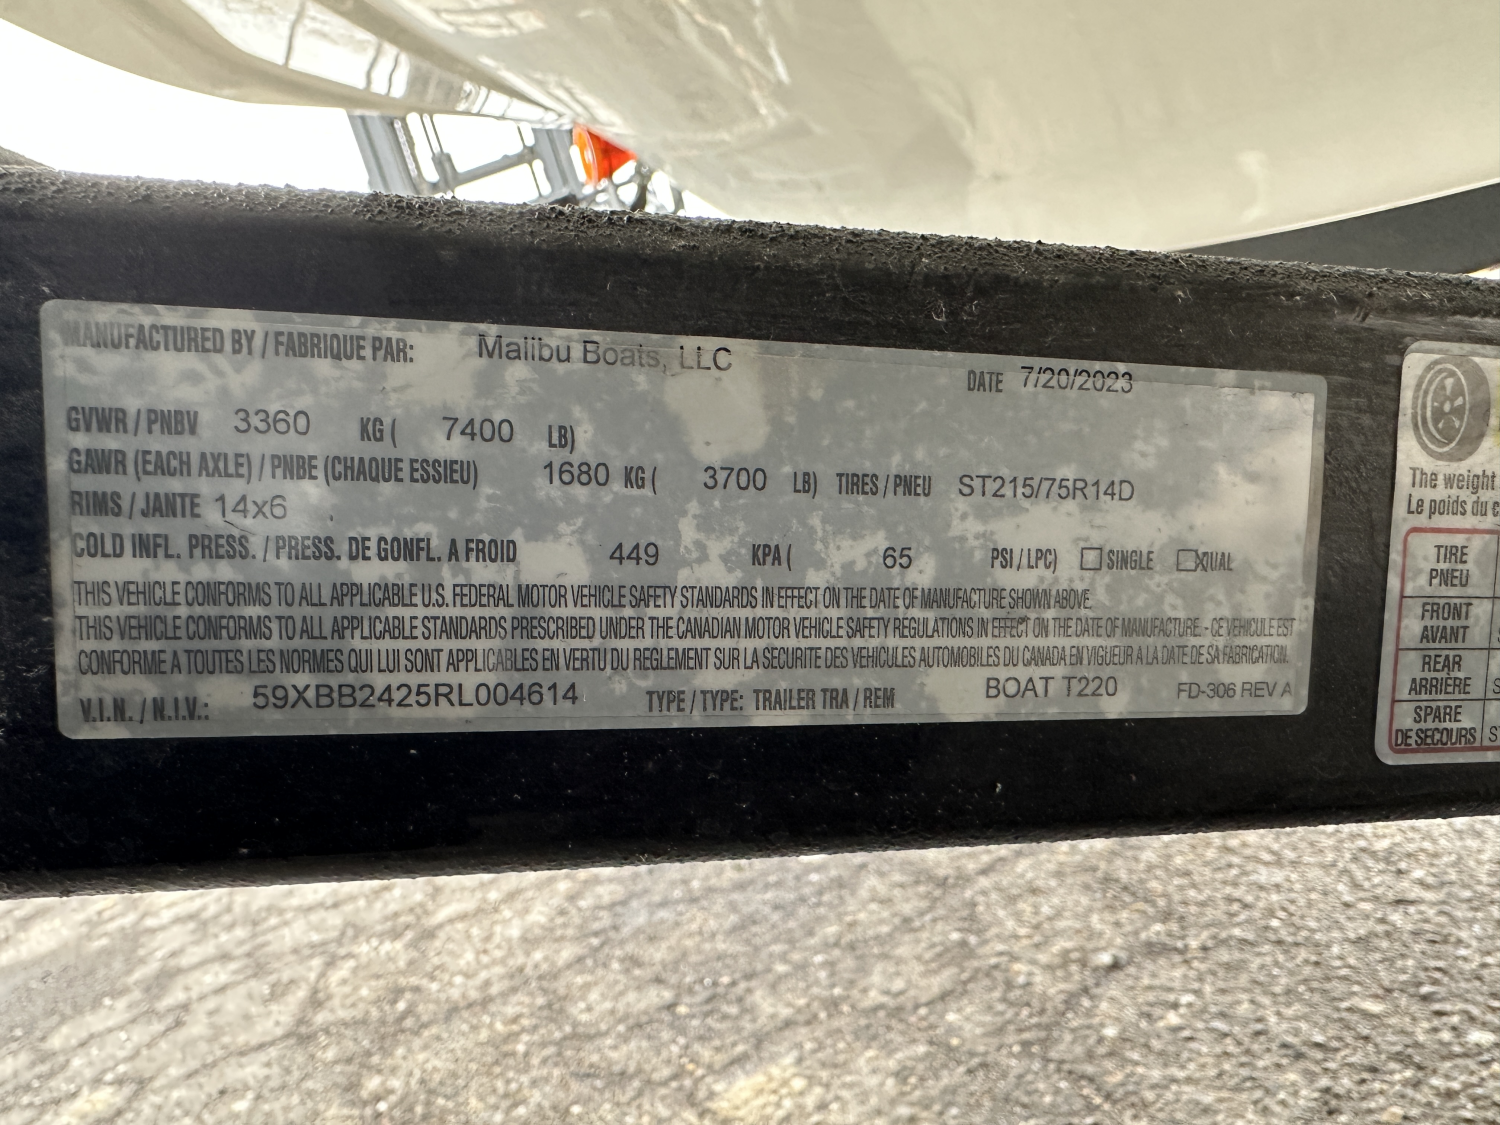 MANUFACTURED BY / FABRIQUE PAR: Malibu Boats, LLC DATE 7/20/2023
GVWR / PNBV 3360 KG ( 7400 LB)
GAWR (EACH AXLE) / PNBE (CHAQUE ESSIEU) 1680 KG ( 3700 LB) TIRES / PNEU ST215/75R14D
RIMS / JANTE 14x6
COLD INFL. PRESS. / PRESS. DE GONFL. A FROID 449 KPA ( 65 PSI / LPC) SINGLE DUAL
THIS VEHICLE CONFORMS TO ALL APPLICABLE U.S. FEDERAL MOTOR VEHICLE SAFETY STANDARDS IN EFFECT ON THE DATE OF MANUFACTURE SHOWN ABOVE.
THIS VEHICLE CONFORMS TO ALL APPLICABLE STANDARDS PRESCRIBED UNDER THE CANADIAN MOTOR VEHICLE SAFETY REGULATIONS IN EFFECT ON THE DATE OF MANUFACTURE. - CE VEHICULE EST
CONFORME A TOUTES LES NORMES QUI LUI SONT APPLICABLES EN VERTU DU REGLEMENT SUR LA SECURITE DES VEHICULES AUTOMOBILES DU CANADA EN VIGUEUR A LA DATE DE SA FABRICATION.
V.I.N. / N.I.V.: 59XBB2425RL004614 TYPE / TYPE: TRAILER TRA / REM BOAT T220 FD-306 REV A
The weight
Le poids du c
TIRE
PNEU
FRONT
AVANT
REAR
ARRIÈRE S
SPARE
DE SECOURS S